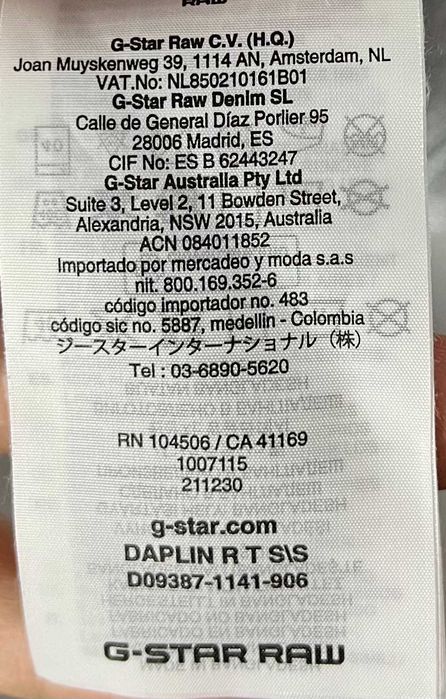 RAW
G-Star Raw C.V. (H.Q.)
Joan Muyskenweg 39, 1114 AN, Amsterdam, NL
VAT.No: NL850210161B01
G-Star Raw Denim SL
Calle de General Díaz Porlier 95
28006 Madrid, ES
CIF No: ES B 62443247
G-Star Australia Pty Ltd
Suite 3, Level 2, 11 Bowden Street,
Alexandria, NSW 2015, Australia
ACN 084011852
Importado por mercadeo y moda s.a.s
nit. 800.169.352-6
código importador no. 483
código sic no. 5887, medellin - Colombia
ジースターインターナショナル（株）
Tel : 03-6890-5620
RN 104506 / CA 41169
1007115
211230
g-star.com
DAPLIN R T S\S
D09387-1141-906
G-STAR RAW